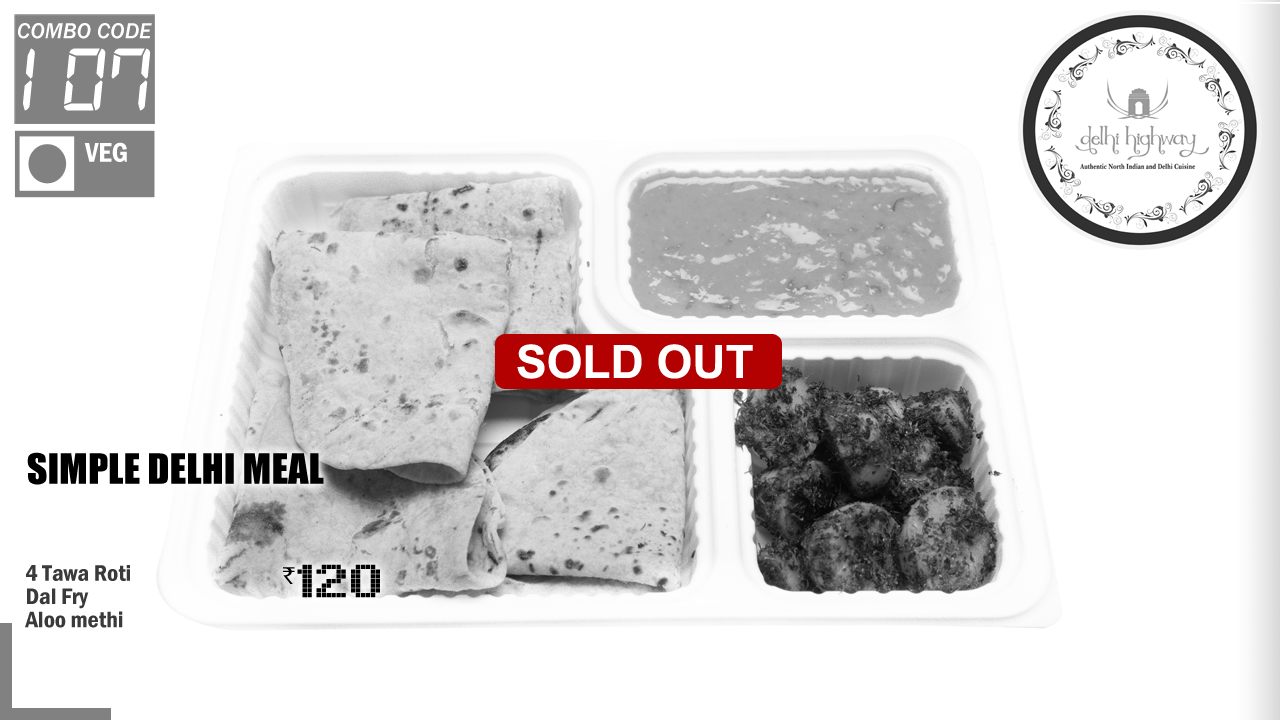 COMBO CODE
107
VEG
delhi highway
Authentic North Indian and Delhi Cuisine
SOLD OUT
SIMPLE DELHI MEAL
₹120
4 Tawa Roti
Dal Fry
Aloo methi